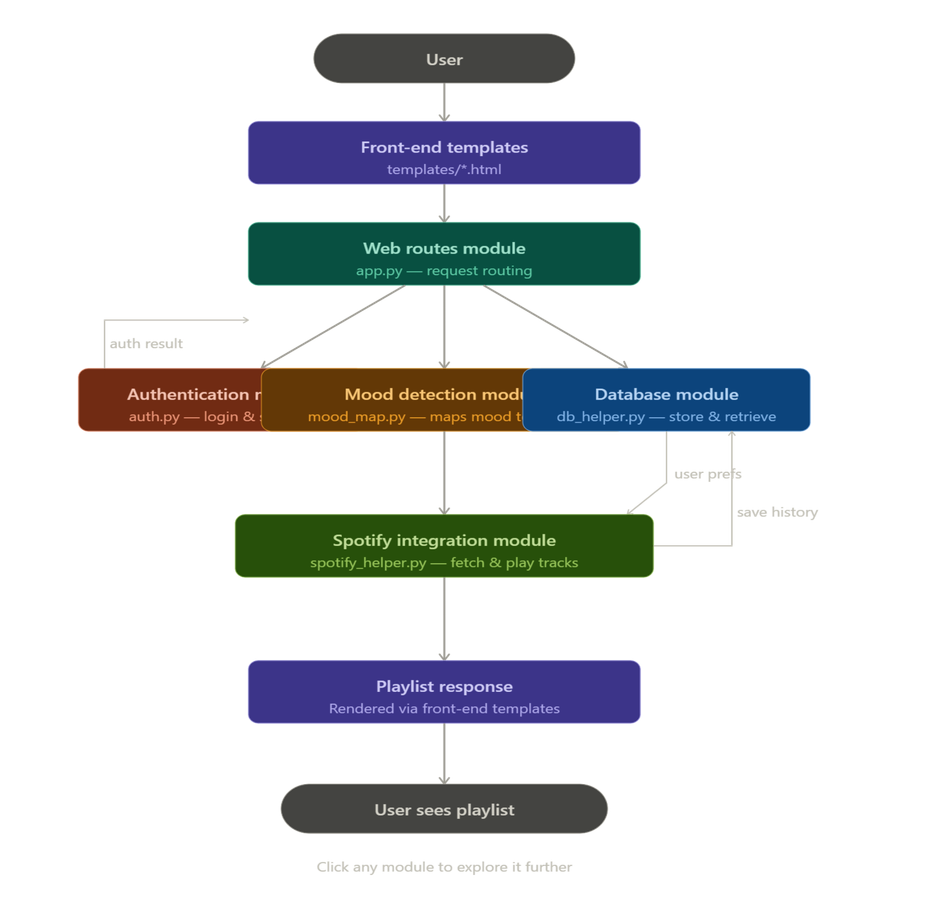 User
Front-end templates
templates/*.html
Web routes module
app.py — request routing
auth result
Authentication
auth.py — login &
Mood detection
mood_map.py — maps mood
Database module
db_helper.py — store & retrieve
user prefs
save history
Spotify integration module
spotify_helper.py — fetch & play tracks
Playlist response
Rendered via front-end templates
User sees playlist
Click any module to explore it further